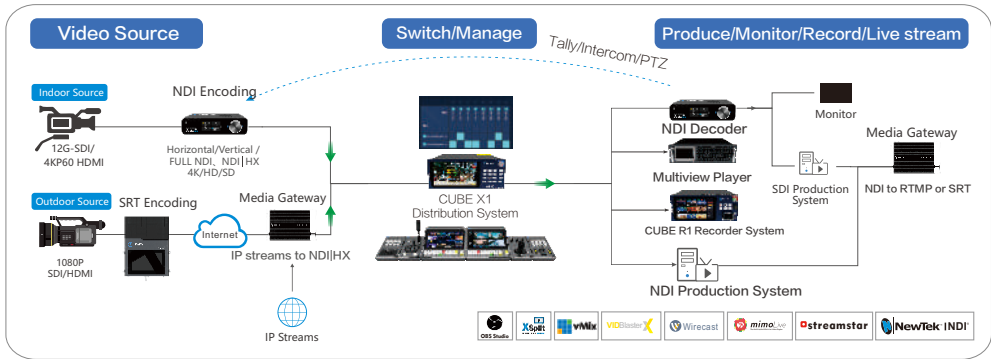 Video Source
Switch/Manage
Produce/Monitor/Record/Live stream
Tally/Intercom/PTZ
Indoor Source
NDI Encoding
12G-SDI/
4KP60 HDMI
Horizontal/Vertical /
FULL NDI、NDI|HX
4K/HD/SD
Outdoor Source
SRT Encoding
Media Gateway
Internet
IP streams to NDI|HX
1080P
SDI/HDMI
IP Streams
CUBE X1
Distribution System
NDI Decoder
Multiview Player
CUBE R1 Recorder System
NDI Production System
Monitor
SDI Production
System
Media Gateway
NDI to RTMP or SRT
OBS Studio
XSplit
vMix
VIDBlaster X
Wirecast
mimoLive
streamstar
NewTek NDI®